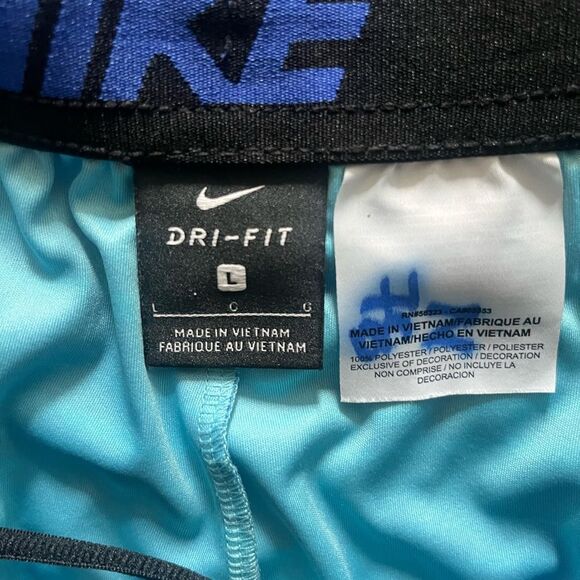 IKE
DRI-FIT
L
L G G
MADE IN VIETNAM
FABRIQUE AU VIETNAM
MADE IN VIETNAM/FABRIQUE AU
VIETNAM/HECHO EN VIETNAM
100% POLYESTER / POLYESTER / POLIESTER
EXCLUSIVE OF DECORATION / DECORATION
NON COMPRISE / NO INCLUYE LA
DECORACION